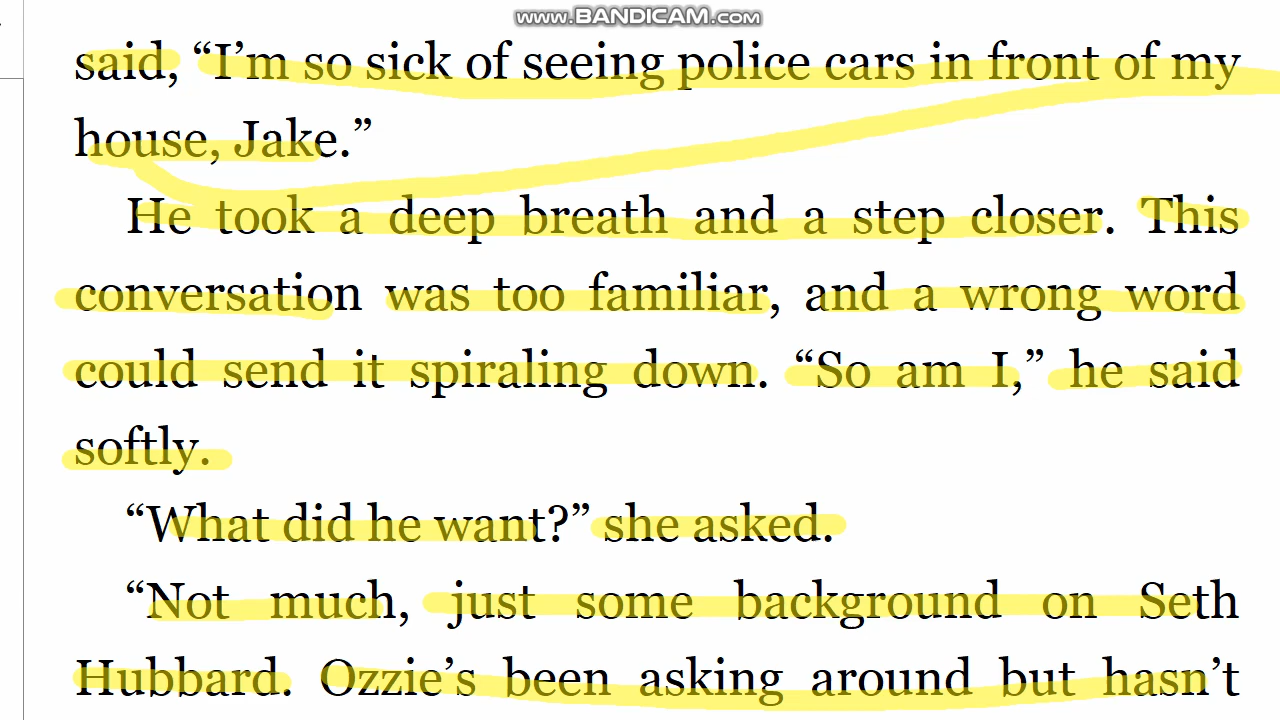 www.BANDICAM.com
said, “I’m so sick of seeing police cars in front of my
house, Jake.”
He took a deep breath and a step closer. This
conversation was too familiar, and a wrong word
could send it spiraling down. “So am I,” he said
softly.
“What did he want?” she asked.
“Not much, just some background on Seth
Hubbard. Ozzie’s been asking around but hasn’t